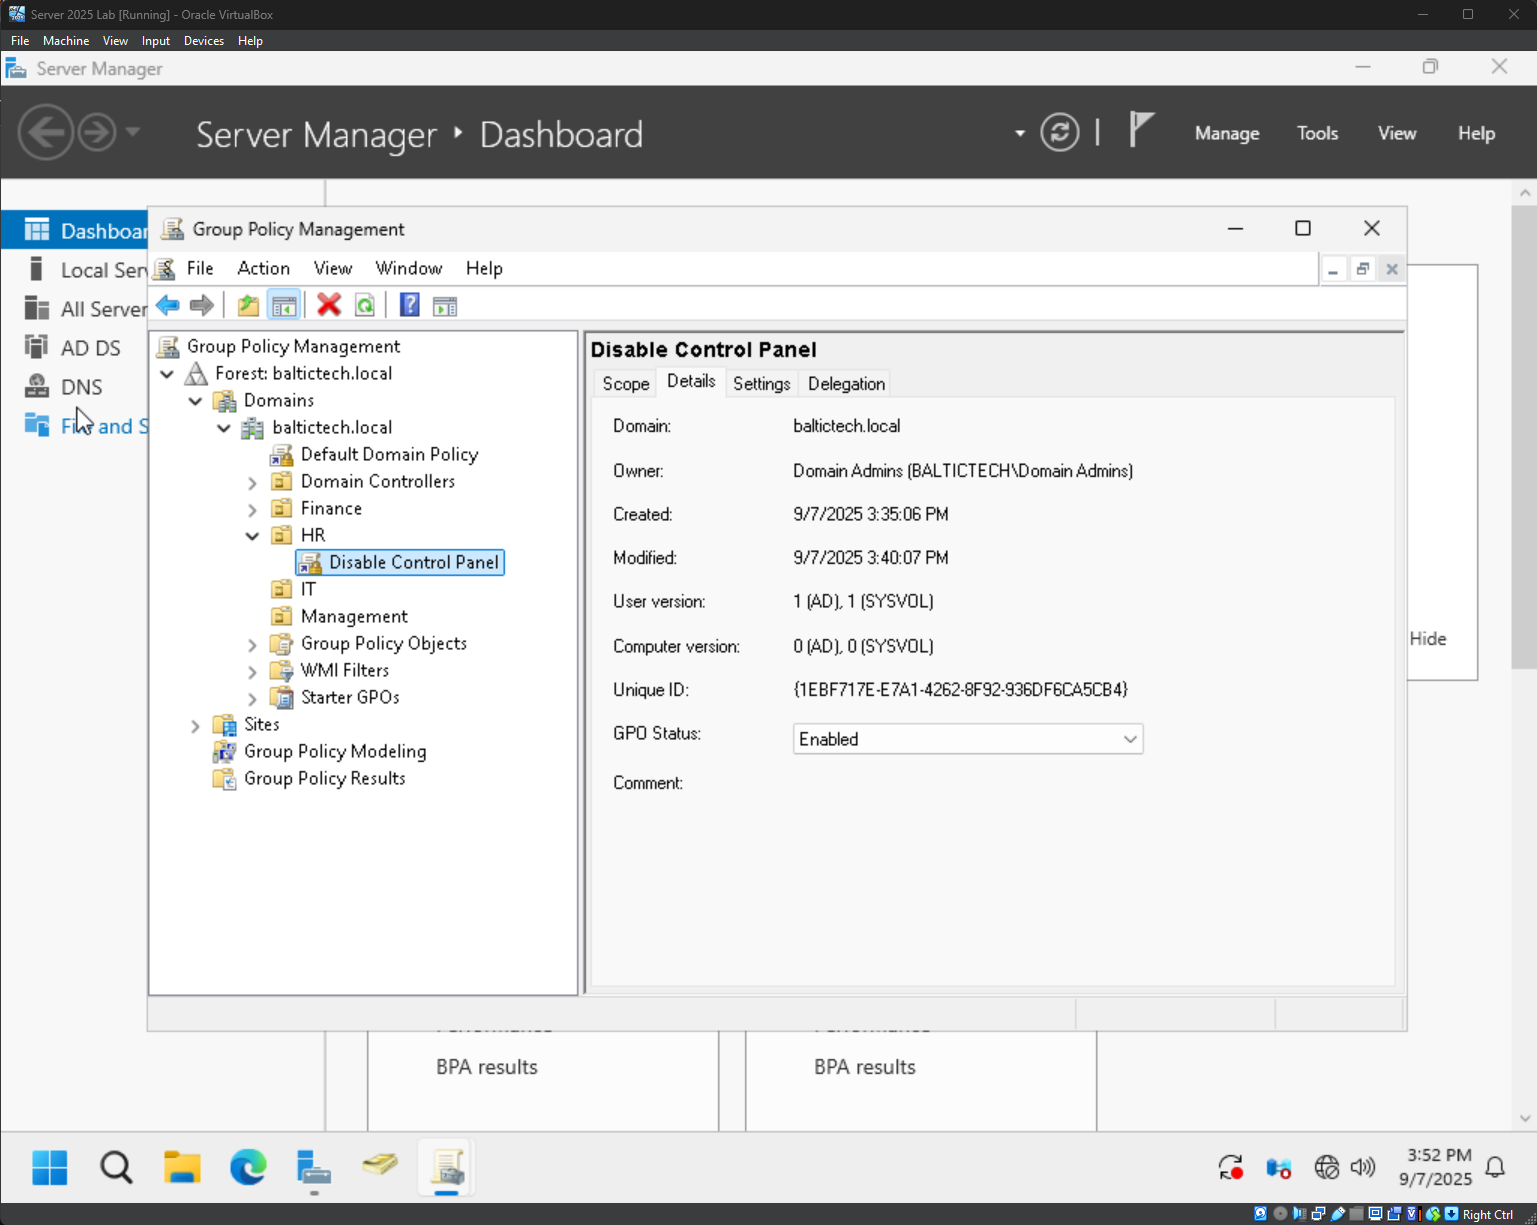 Server 2025 Lab [Running] - Oracle VirtualBox
File Machine View Input Devices Help
Server Manager
Server Manager Dashboard
Manage Tools View Help
Dashboar
Local Serv
All Server
AD DS
DNS
File and S
Group Policy Management
File Action View Window Help
Group Policy Management
Forest: baltictech.local
Domains
baltictech.local
Default Domain Policy
Domain Controllers
Finance
HR
Disable Control Panel
IT
Management
Group Policy Objects
WMI Filters
Starter GPOs
Sites
Group Policy Modeling
Group Policy Results
Disable Control Panel
Scope Details Settings Delegation
Domain: baltictech.local
Owner: Domain Admins (BALTICTECH\Domain Admins)
Created: 9/7/2025 3:35:06 PM
Modified: 9/7/2025 3:40:07 PM
User version: 1 (AD), 1 (SYSVOL)
Computer version: 0 (AD), 0 (SYSVOL)
Unique ID: {1EBF717E-E7A1-4262-8F92-936DF6CA5CB4}
GPO Status: Enabled
Comment:
Hide
BPA results BPA results
3:52 PM
9/7/2025
Right Ctrl